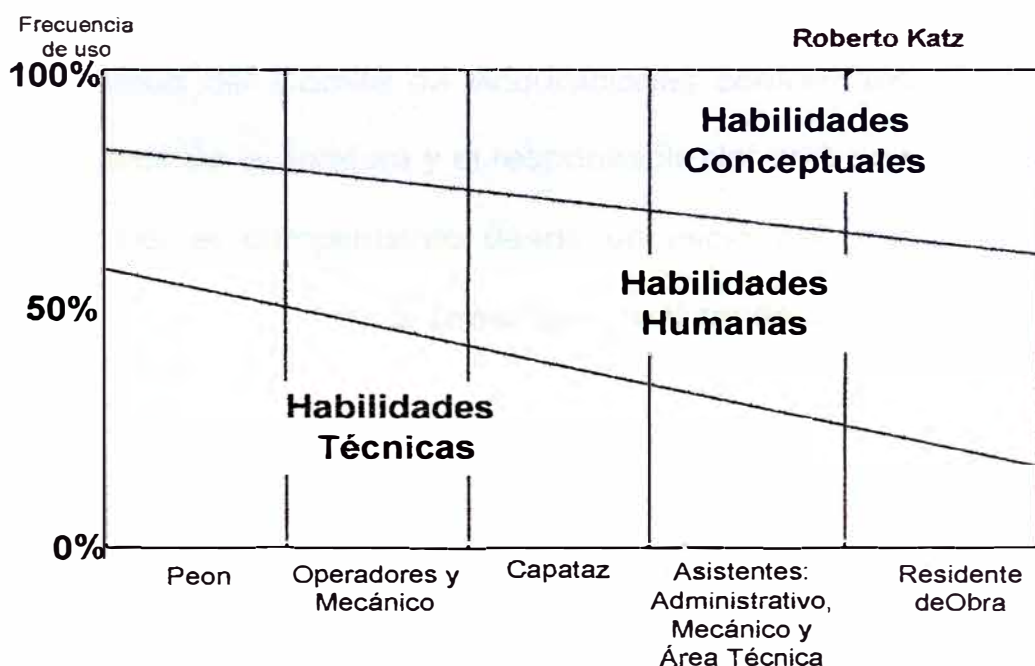 Frecuencia
de uso
Roberto Katz
100%
Habilidades
Conceptuales
50%
Habilidades
Humanas
Habilidades
Técnicas
0%
Peon
Operadores y
Mecánico
Capataz
Asistentes:
Administrativo,
Mecánico y
Área Técnica
Residente
deObra